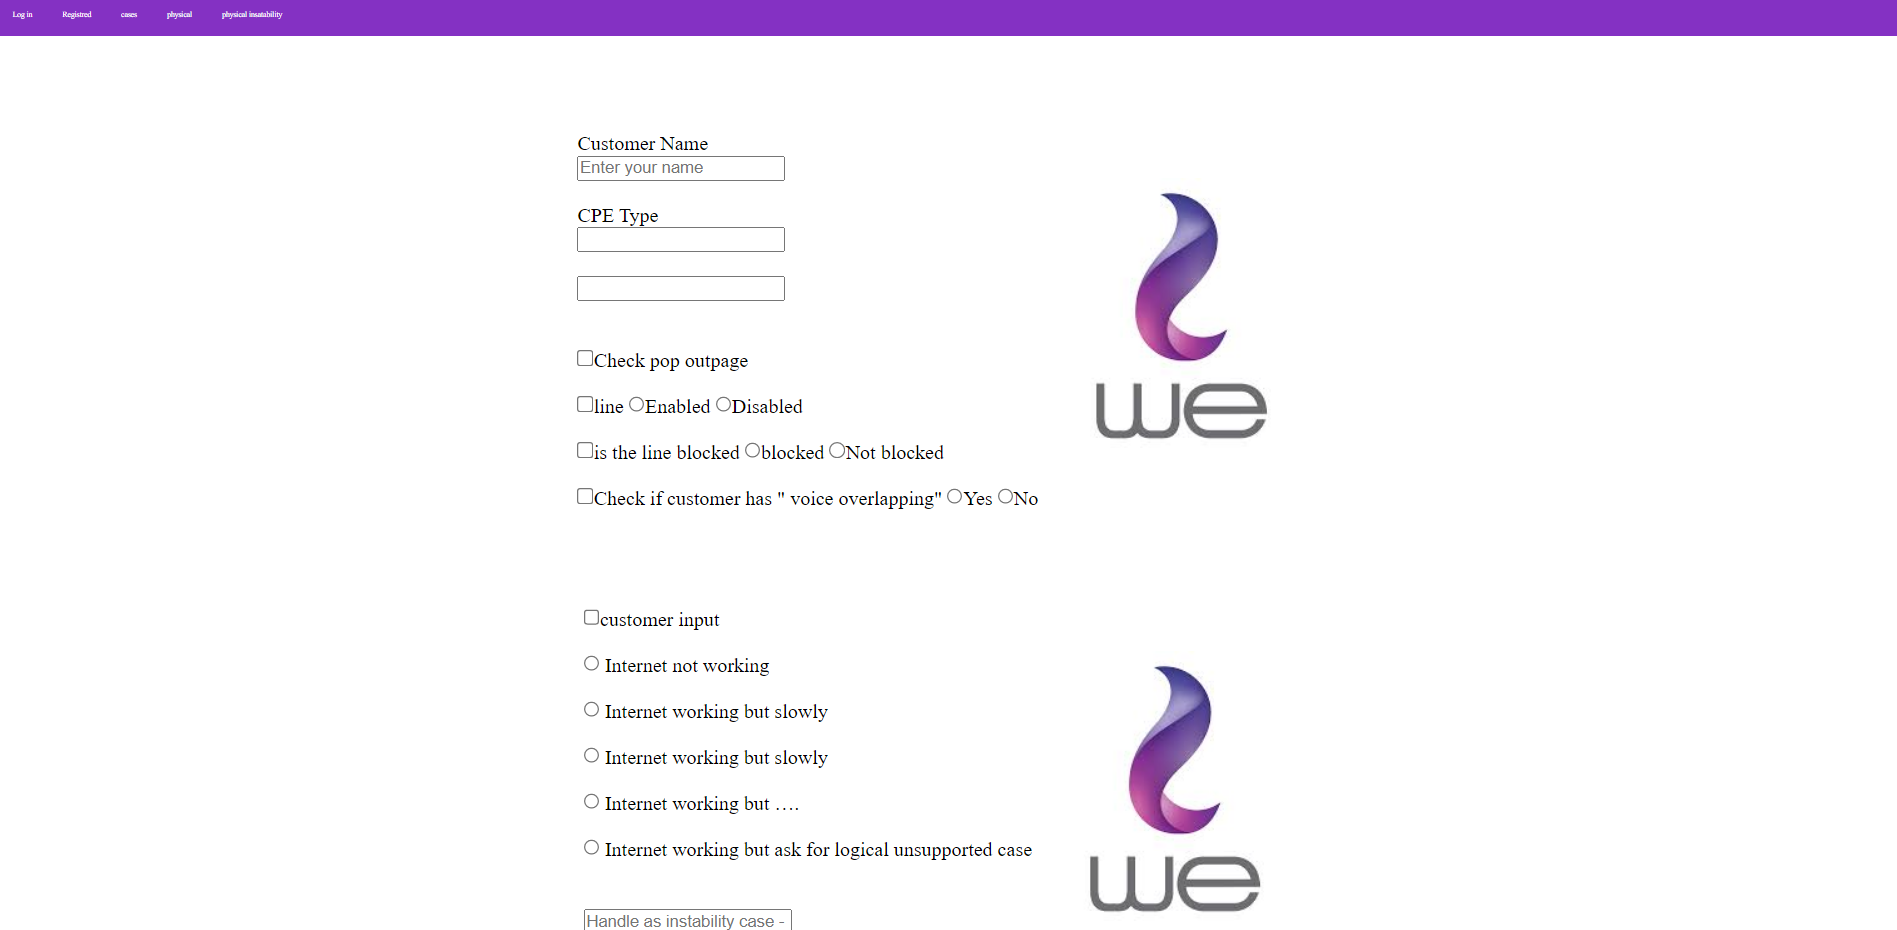 Log in Registred cases physical physical insatability
Customer Name
Enter your name
CPE Type
Check pop outpage
line Enabled Disabled
is the line blocked blocked Not blocked
Check if customer has " voice overlapping" Yes No
we
customer input
Internet not working
Internet working but slowly
Internet working but slowly
Internet working but ....
Internet working but ask for logical unsupported case
we
Handle as instability case -